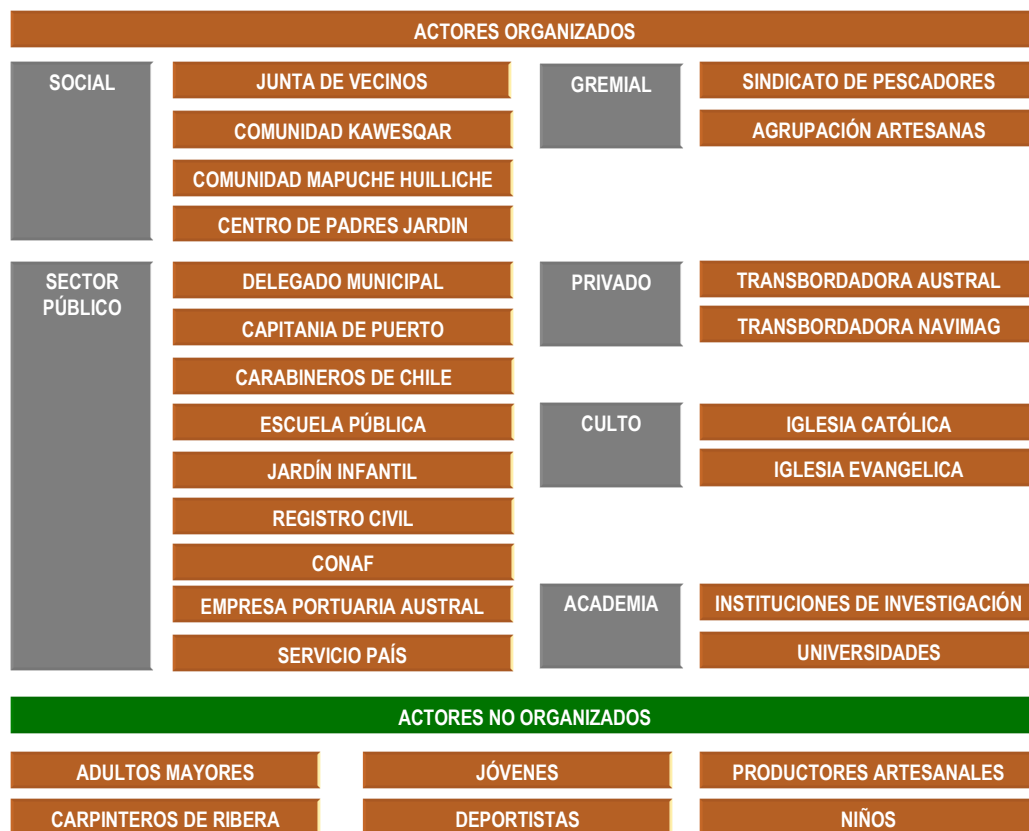 ACTORES ORGANIZADOS
SOCIAL
JUNTA DE VECINOS
COMUNIDAD KAWESQAR
COMUNIDAD MAPUCHE HUILLICHE
CENTRO DE PADRES JARDIN
GREMIAL
SINDICATO DE PESCADORES
AGRUPACIÓN ARTESANAS
SECTOR
PÚBLICO
DELEGADO MUNICIPAL
CAPITANIA DE PUERTO
CARABINEROS DE CHILE
ESCUELA PÚBLICA
JARDÍN INFANTIL
REGISTRO CIVIL
CONAF
EMPRESA PORTUARIA AUSTRAL
SERVICIO PAÍS
PRIVADO
TRANSBORDADORA AUSTRAL
TRANSBORDADORA NAVIMAG
CULTO
IGLESIA CATÓLICA
IGLESIA EVANGELICA
ACADEMIA
INSTITUCIONES DE INVESTIGACIÓN
UNIVERSIDADES
ACTORES NO ORGANIZADOS
ADULTOS MAYORES
JÓVENES
PRODUCTORES ARTESANALES
CARPINTEROS DE RIBERA
DEPORTISTAS
NIÑOS